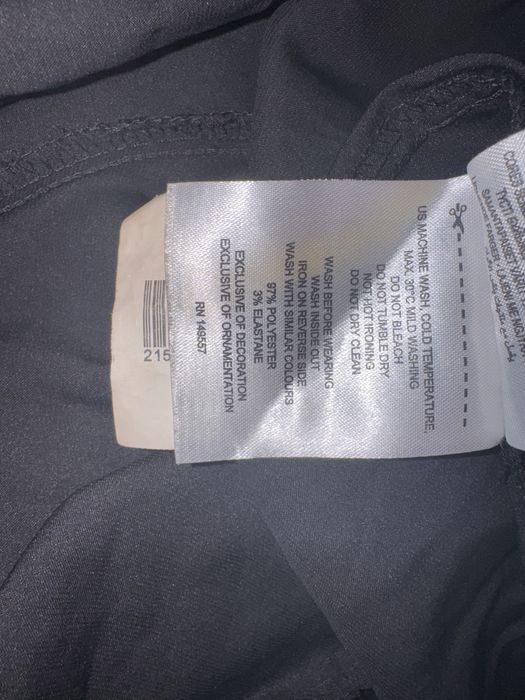 US MACHINE WASH, COLD TEMPERATURE,
MAX. 30°C MILD WASHING
DO NOT BLEACH
DO NOT TUMBLE DRY
NOT HOT IRONING
DO NOT DRY CLEAN
WASH BEFORE WEARING
WASH INSIDE OUT
IRON ON REVERSE SIDE
WASH WITH SIMILAR COLOURS
97% POLYESTER
3% ELASTANE
EXCLUSIVE OF DECORATION
EXCLUSIVE OF ORNAMENTATION
RN 149557
215